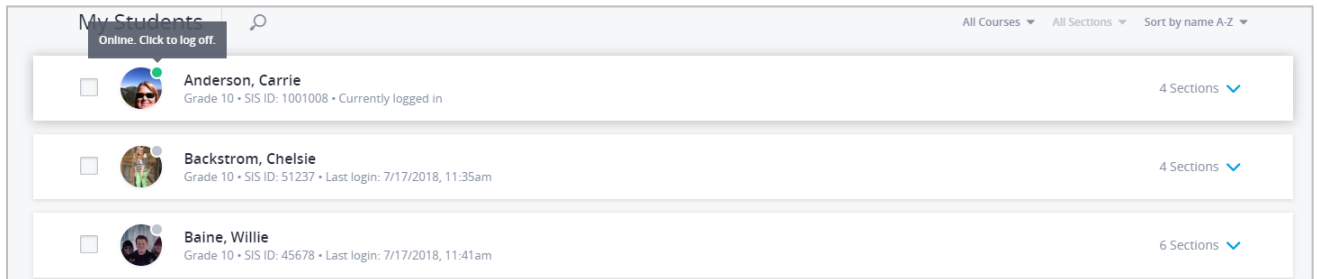 My Students
All Courses All Sections Sort by name A-Z
Online. Click to log off.
Anderson, Carrie
Grade 10 • SIS ID: 1001008 • Currently logged in
4 Sections
Backstrom, Chelsie
Grade 10 • SIS ID: 51237 • Last login: 7/17/2018, 11:35am
4 Sections
Baine, Willie
Grade 10 • SIS ID: 45678 • Last login: 7/17/2018, 11:41am
6 Sections